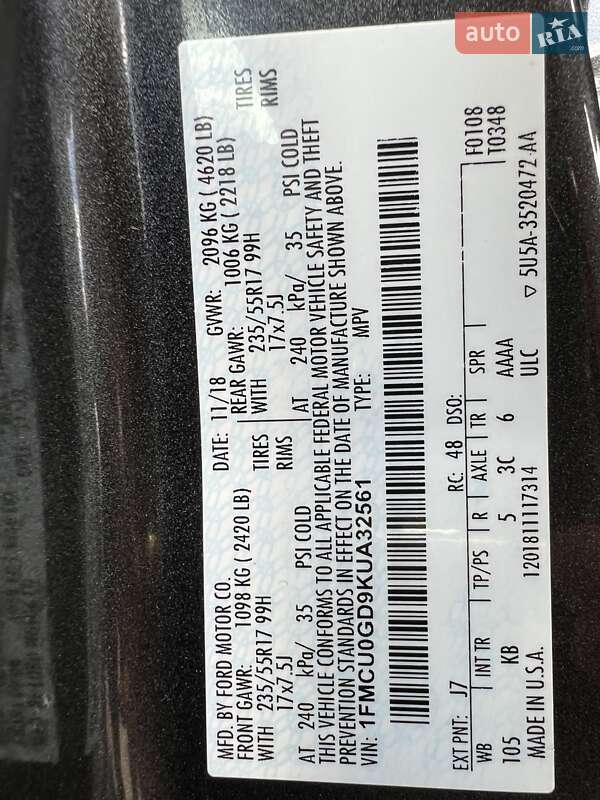 auto RIA.com
MFD. BY FORD MOTOR CO. DATE: 11/18 GVWR: 2096 KG ( 4620 LB)
FRONT GAWR: 1098 KG ( 2420 LB) REAR GAWR: 1006 KG ( 2218 LB)
WITH 235/55R17 99H TIRES WITH 235/55R17 99H TIRES
17x7.5J RIMS 17x7.5J RIMS
AT 240 kPa/ 35 PSI COLD AT 240 kPa/ 35 PSI COLD
THIS VEHICLE CONFORMS TO ALL APPLICABLE FEDERAL MOTOR VEHICLE SAFETY AND THEFT
PREVENTION STANDARDS IN EFFECT ON THE DATE OF MANUFACTURE SHOWN ABOVE.
VIN: 1FMCU0GD9KUA32561 TYPE: MPV
EXT PNT: J7 RC: 48 DSO: F0108
T0348
WB INT TR TP/PS R AXLE TR SPR
105 KB 5 3C 6 AAAA
MADE IN U.S.A. 1201811117314 ULC ▽ 5U5A-3520472-AA